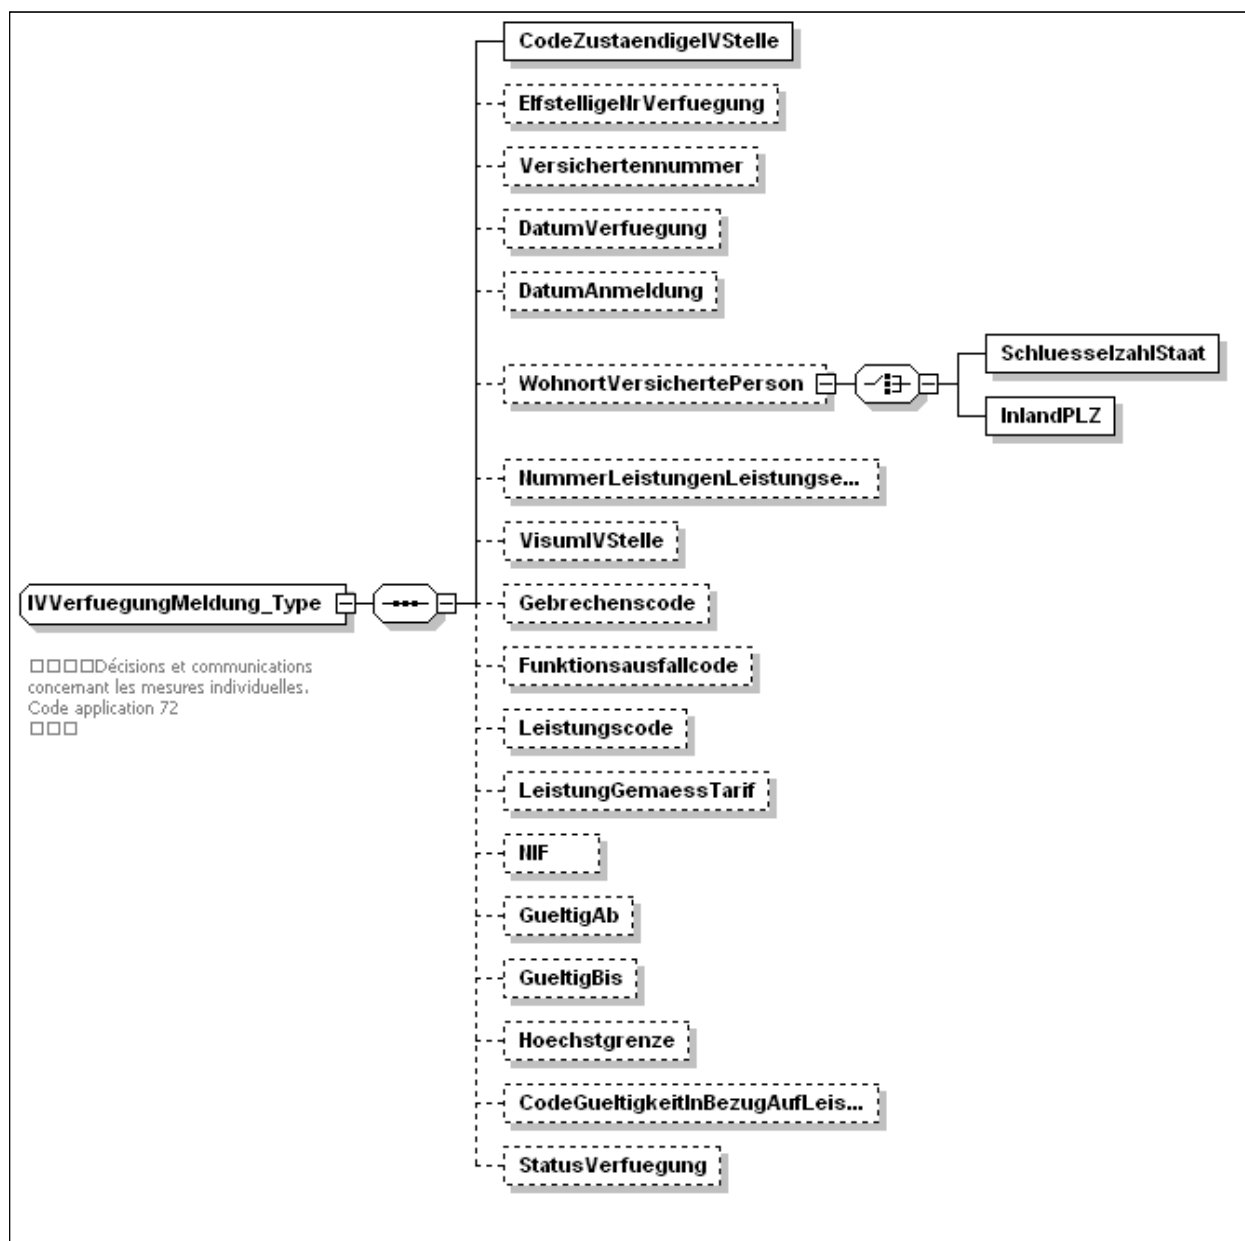 CodeZustaendigeIVStelle
ElfstelligeNrVerfuegung
Versichertennummer
DatumVerfuegung
DatumAnmeldung
WohnortVersichertePerson
SchluesselzahlStaat
InlandPLZ
NummerLeistungenLeistungse...
VisumIVStelle
IVVerfuegungMeldung_Type
Gebrechenscode
□□□□Décisions et communications
concernant les mesures individuelles.
Code application 72
□□□
Funktionsausfallcode
Leistungscode
LeistungGemaessTarif
NIF
GueltigAb
GueltigBis
Hoechstgrenze
CodeGueltigkeitInBezugAufLeis...
StatusVerfuegung